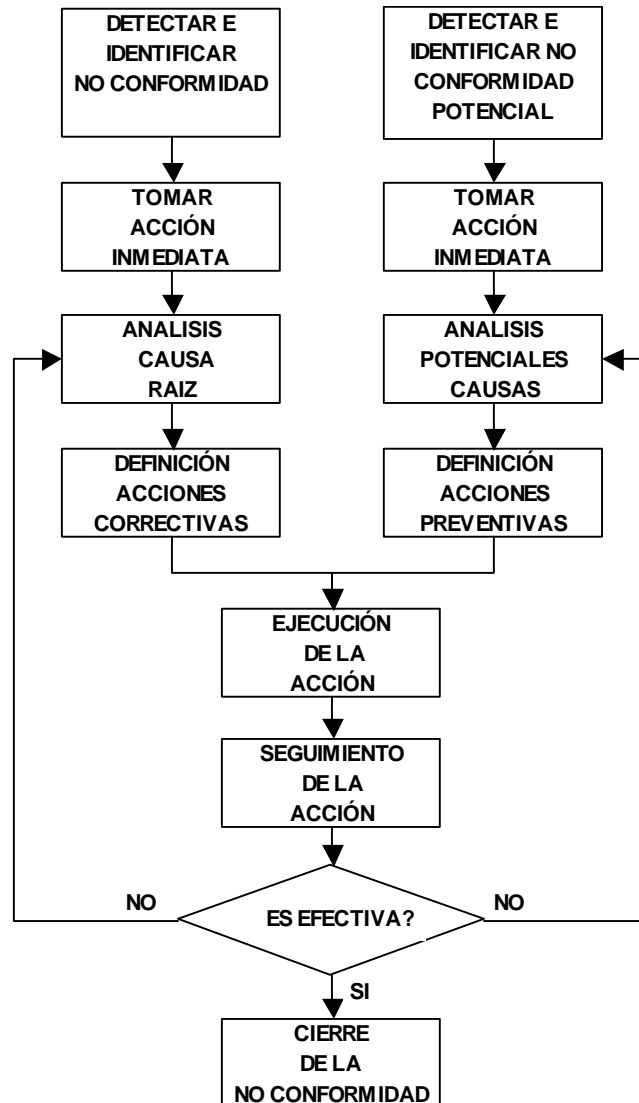 DETECTAR E
IDENTIFICAR
NO CONFORMIDAD
DETECTAR E
IDENTIFICAR NO
CONFORMIDAD
POTENCIAL
TOMAR
ACCIÓN
INMEDIATA
TOMAR
ACCIÓN
INMEDIATA
ANALISIS
CAUSA
RAIZ
ANALISIS
POTENCIALES
CAUSAS
DEFINICIÓN
ACCIONES
CORRECTIVAS
DEFINICIÓN
ACCIONES
PREVENTIVAS
EJECUCIÓN
DE LA
ACCIÓN
SEGUIMIENTO
DE LA
ACCIÓN
NO
ES EFECTIVA?
NO
SI
CIERRE
DE LA
NO CONFORMIDAD